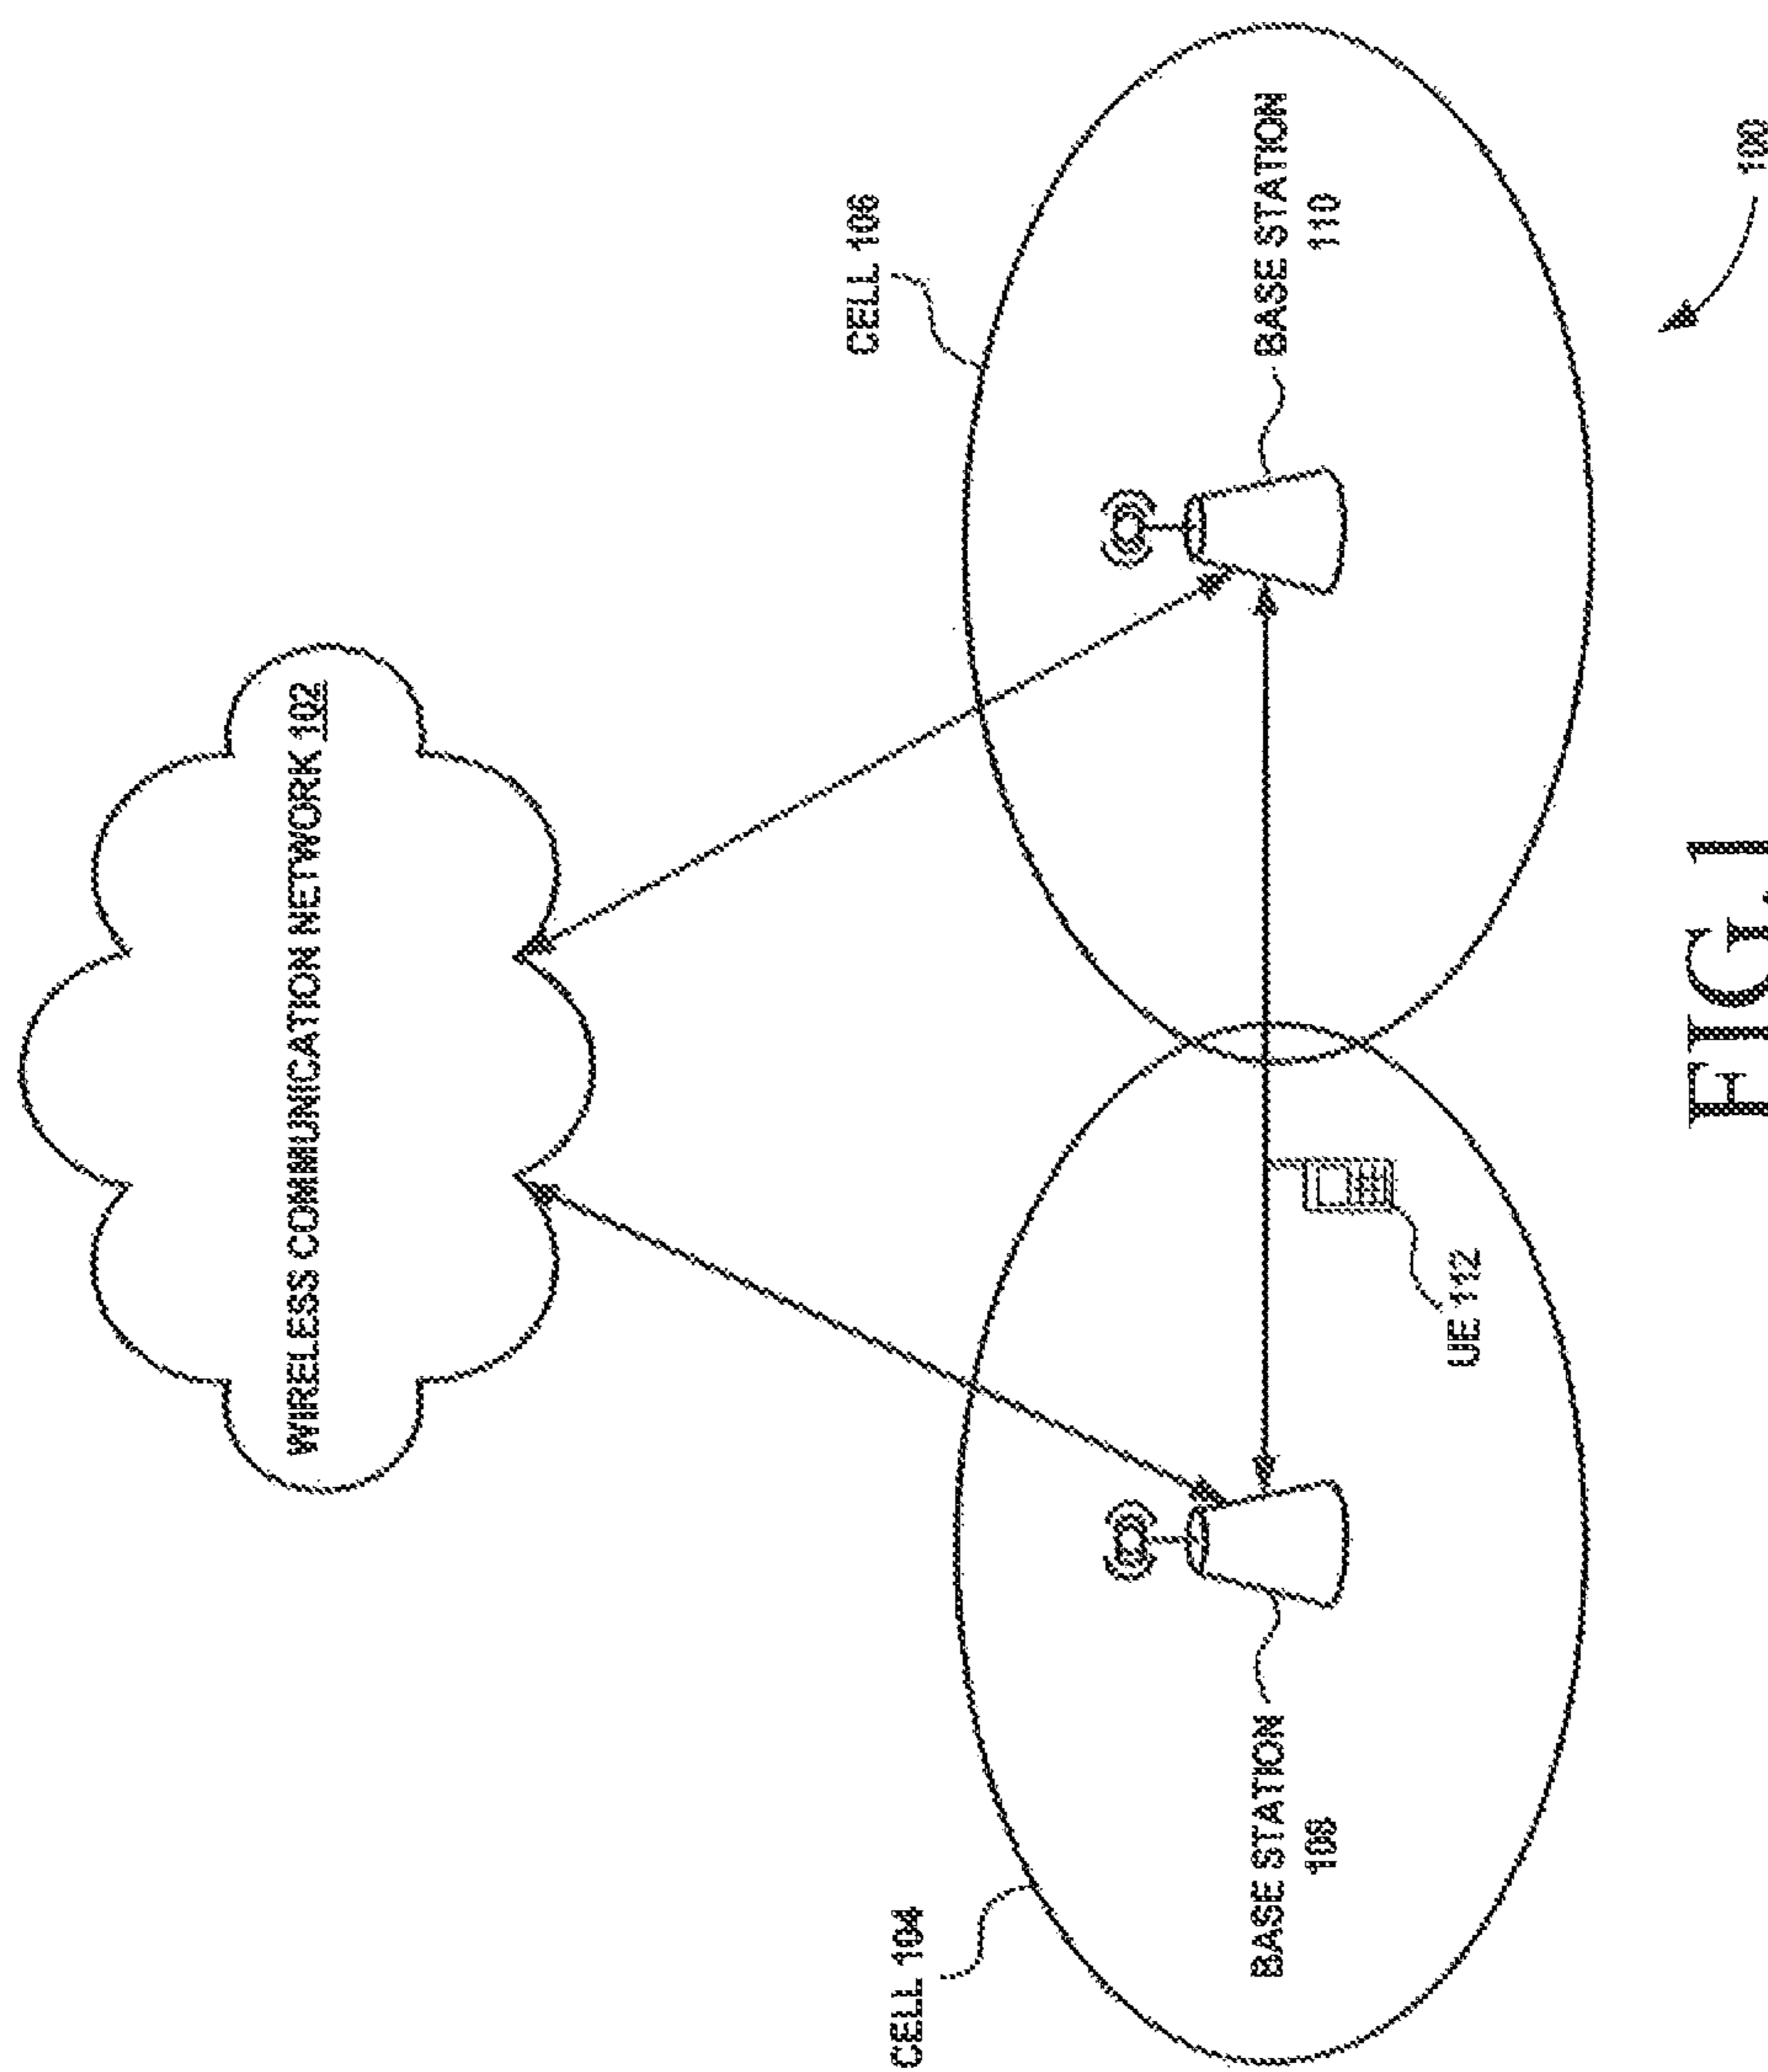 WIRELESS COMMUNICATION NETWORK 102
CELL 104
CELL 106
BASE STATION
108
BASE STATION
110
UE 112
100
FIG. 1